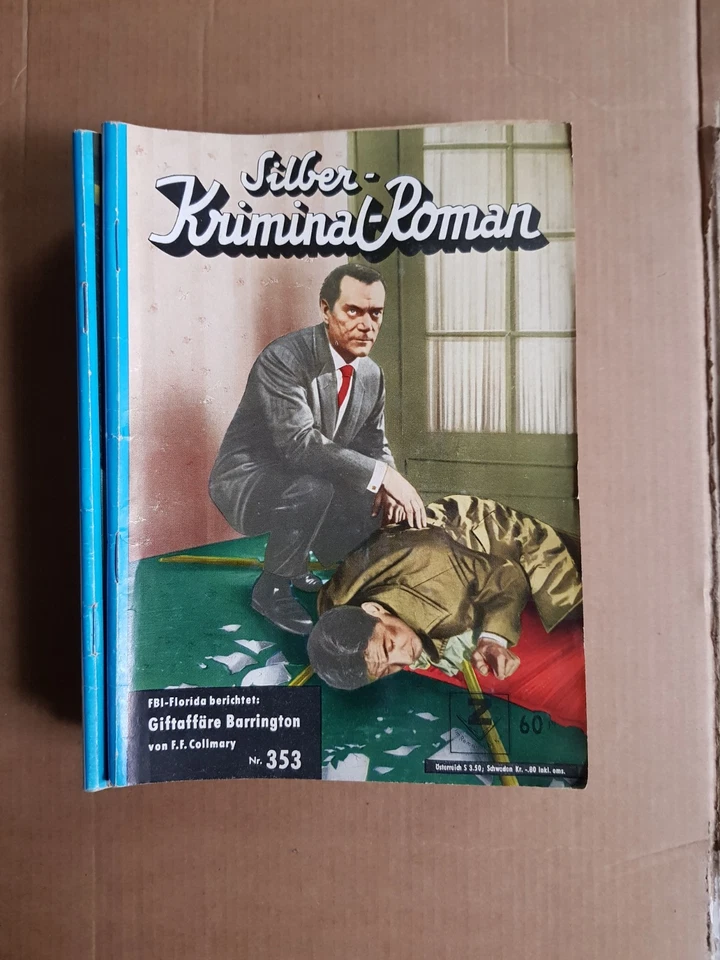 Silber-
Kriminal-Roman
FBI-Florida berichtet:
Giftaffäre Barrington
von F.F. Collmary
Nr. 353
Z
60
Österreich S 3.50; Schweden Kr. -.80 inkl. oms.